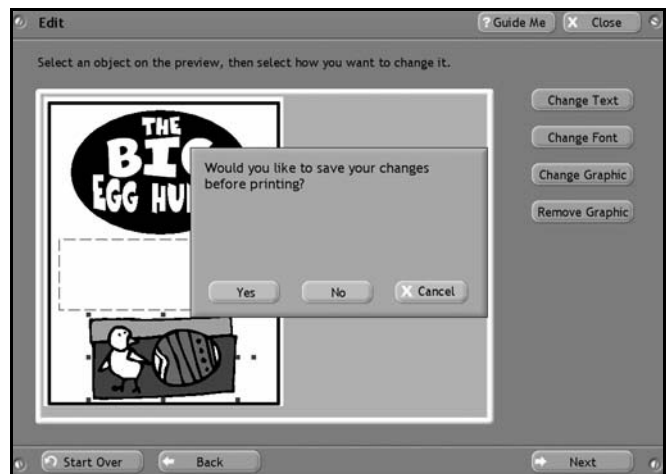 Edit
? Guide Me
X Close
Select an object on the preview, then select how you want to change it.
THE
BIG
EGG HU
Would you like to save your changes
before printing?
Yes
No
X Cancel
Change Text
Change Font
Change Graphic
Remove Graphic
Start Over
Back
Next